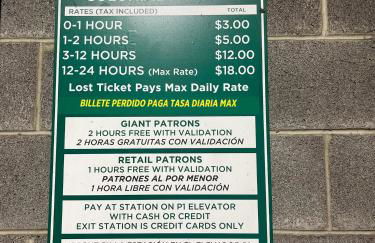 RATES (TAX INCLUDED) TOTAL
0-1 HOUR $3.00
1-2 HOURS $5.00
3-12 HOURS $12.00
12-24 HOURS (Max Rate) $18.00
Lost Ticket Pays Max Daily Rate
BILLETE PERDIDO PAGA TASA DIARIA MAX
GIANT PATRONS
2 HOURS FREE WITH VALIDATION
2 HORAS GRATUITAS CON VALIDACIÓN
RETAIL PATRONS
1 HOURS FREE WITH VALIDATION
PATRONES AL POR MENOR
1 HORA LIBRE CON VALIDACIÓN
PAY AT STATION ON P1 ELEVATOR
WITH CASH OR CREDIT
EXIT STATION IS CREDIT CARDS ONLY